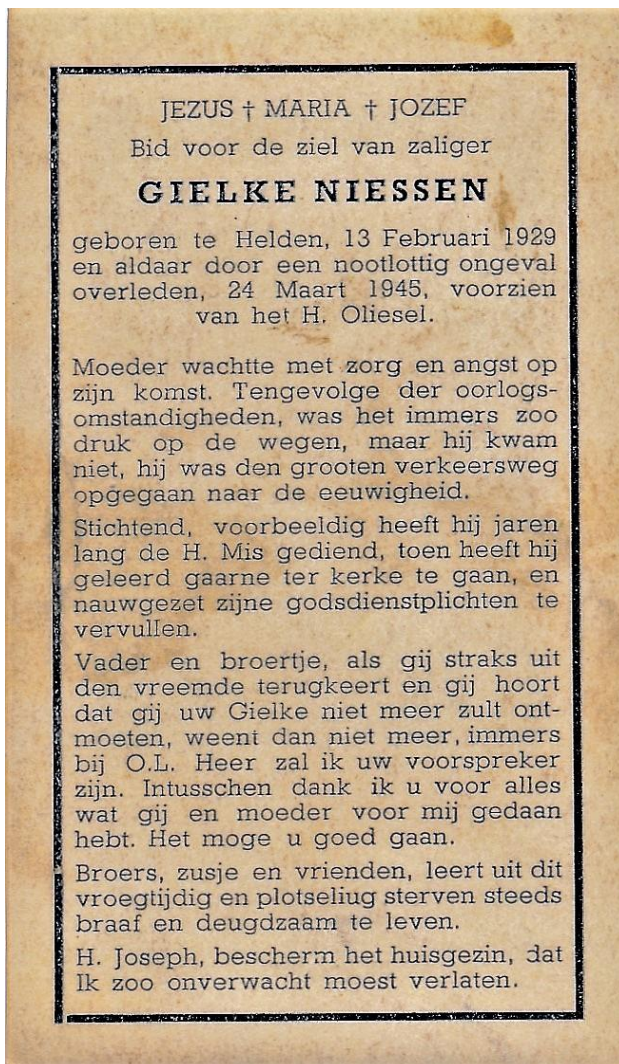 JEZUS † MARIA † JOZEF
Bid voor de ziel van zaliger
GIELKE NIESSEN
geboren te Helden, 13 Februari 1929
en aldaar door een nootlottig ongeval
overleden, 24 Maart 1945, voorzien
van het H. Oliesel.
Moeder wachtte met zorg en angst op
zijn komst. Tengevolge der oorlogs-
omstandigheden, was het immers zoo
druk op de wegen, maar hij kwam
niet, hij was den grooten verkeersweg
opgegaan naar de eeuwigheid.
Stichtend, voorbeeldig heeft hij jaren
lang de H. Mis gediend, toen heeft hij
geleerd gaarne ter kerke te gaan, en
nauwgezet zijne godsdienstplichten te
vervullen.
Vader en broertje, als gij straks uit
den vreemde terugkeert en gij hoort
dat gij uw Gielke niet meer zult ont-
moeten, weent dan niet meer, immers
bij O.L. Heer zal ik uw voorspreker
zijn. Intusschen dank ik u voor alles
wat gij en moeder voor mij gedaan
hebt. Het moge u goed gaan.
Broers, zusje en vrienden, leert uit dit
vroegtijdig en plotseliug sterven steeds
braaf en deugdzaam te leven.
H. Joseph, bescherm het huisgezin, dat
Ik zoo onverwacht moest verlaten.